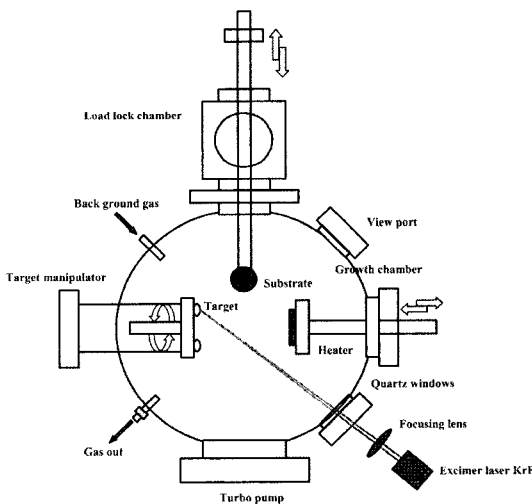 Load lock chamber
Back ground gas
View port
Growth chamber
Target manipulator
Substrate
Target
Heater
Quartz windows
Focusing lens
Gas out
Excimer laser KrF
Turbo pump